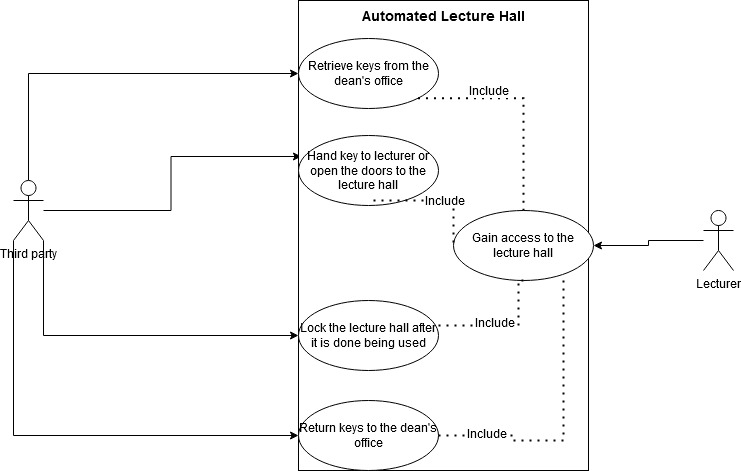 Automated Lecture Hall
Retrieve keys from the
dean's office
Include
Hand key to lecturer or
open the doors to the
lecture hall
Include
Third party
Gain access to the
lecture hall
Lecturer
Lock the lecture hall after
it is done being used
Include
Return keys to the dean's
office
Include